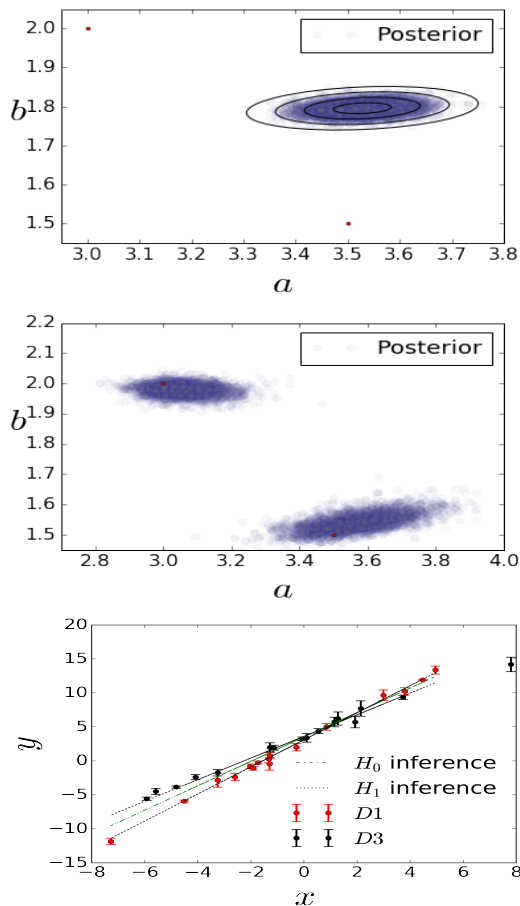 2.0
1.9
1.8
1.7
1.6
1.5
b
Posterior
3.0 3.1 3.2 3.3 3.4 3.5 3.6 3.7 3.8
a
2.2
2.1
2.0
1.9
1.8
1.7
1.6
1.5
b
Posterior
2.8 3.0 3.2 3.4 3.6 3.8 4.0
a
20
15
10
5
0
−5
−10
−15
y
H₀ inference
H₁ inference
D1
D3
−8 −6 −4 −2 0 2 4 6 8
x